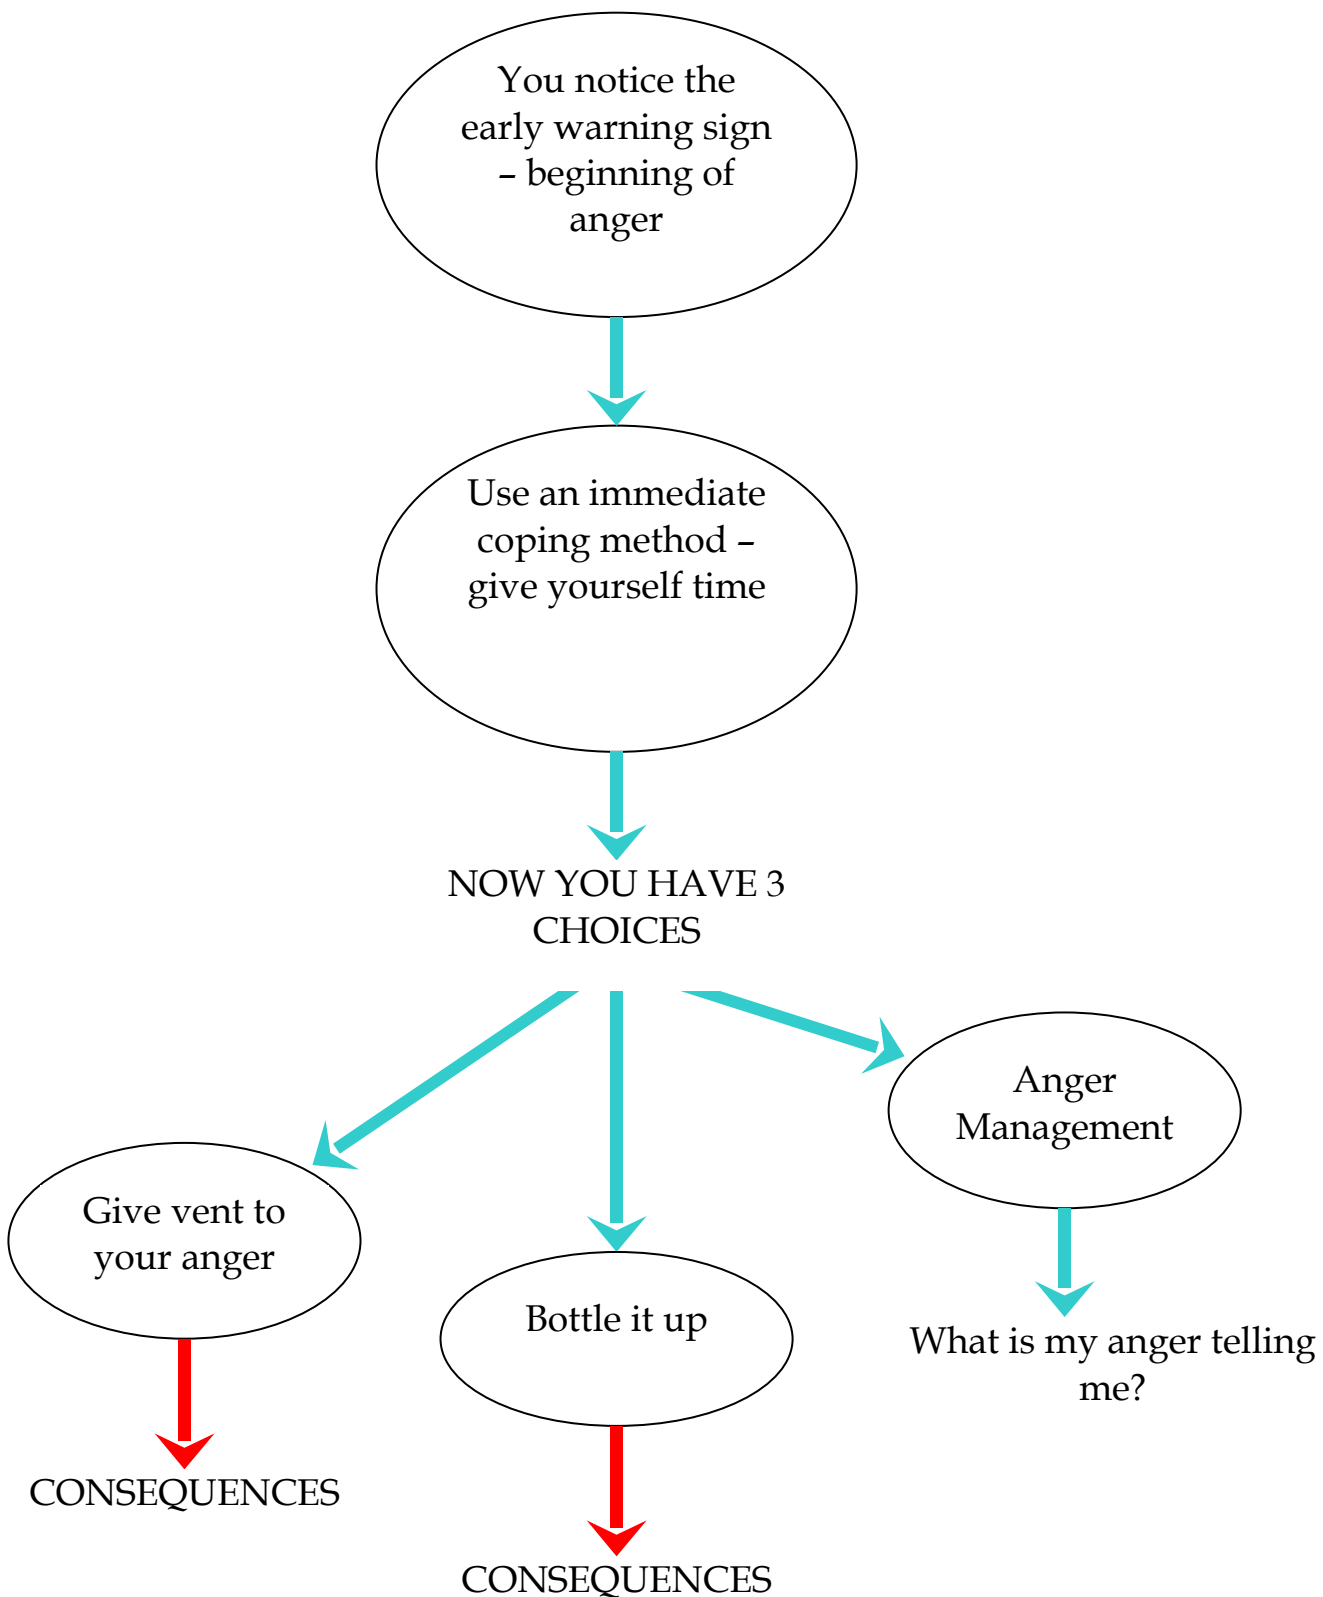 You notice the
early warning sign
– beginning of
anger
Use an immediate
coping method –
give yourself time
NOW YOU HAVE 3
CHOICES
Anger
Management
Give vent to
your anger
Bottle it up
What is my anger telling
me?
CONSEQUENCES
CONSEQUENCES